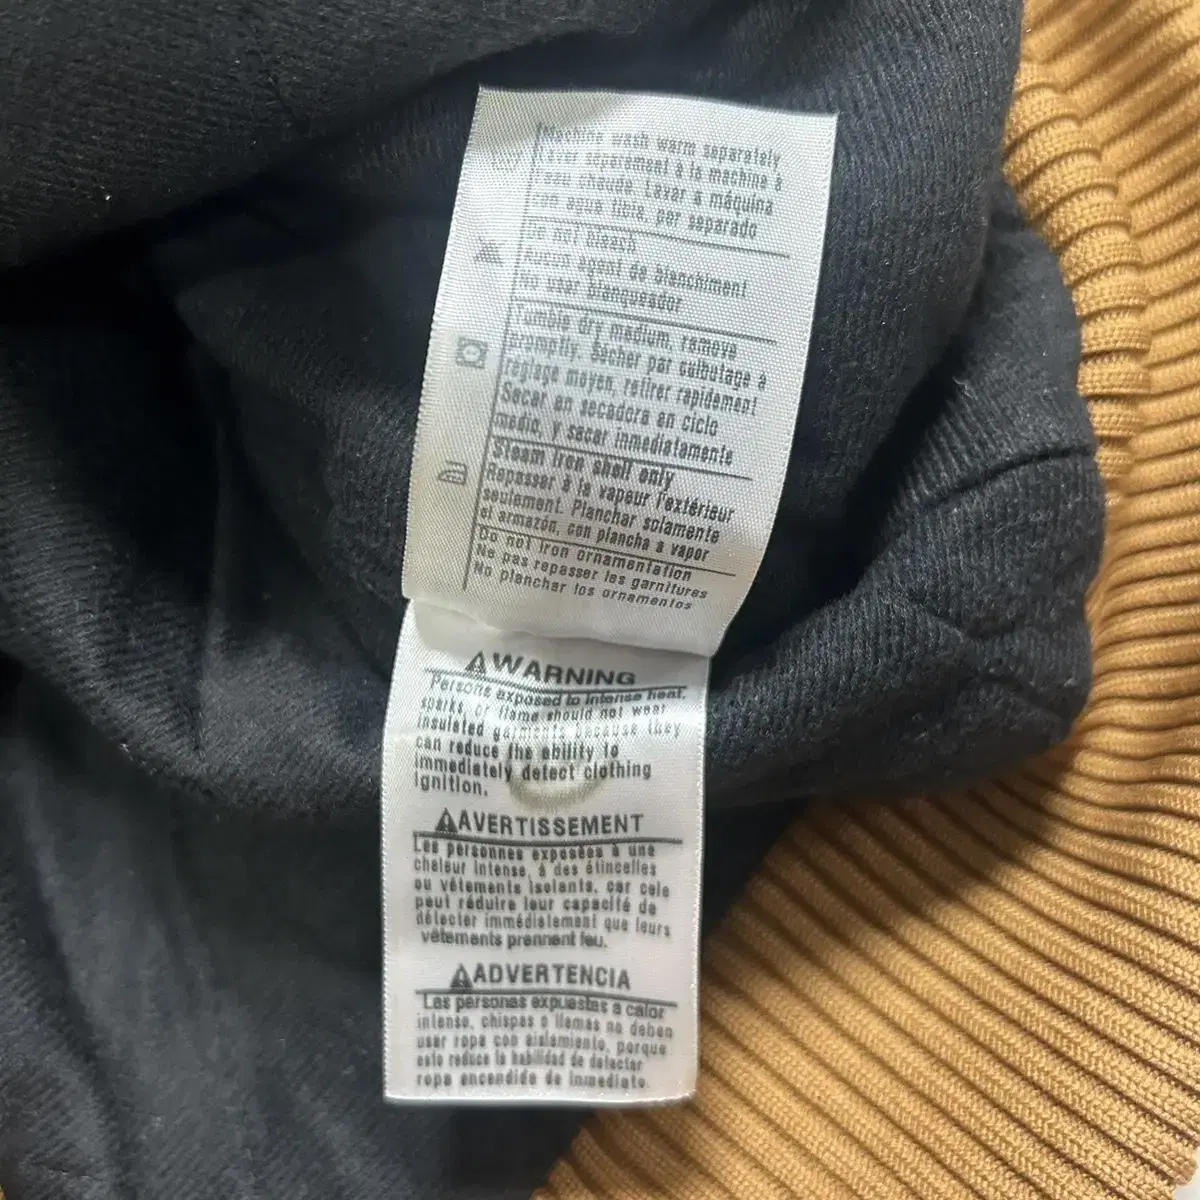 Machine wash warm separately
Laver séparément à la machine à
l'eau chaude. Lavar a máquina
con agua tibia, por separado
Do not bleach
Aucun agent de blanchiment
No usar blanqueador
Tumble dry medium, remove
promptly. Sécher par culbutage à
réglage moyen, retirer rapidement
Secar en secadora en ciclo
medio, y sacar inmediatamente
Steam iron shell only
Repasser à la vapeur l'extérieur
seulement. Planchar solamente
el armazón, con plancha a vapor
Do not iron ornamentation
Ne pas repasser les garnitures
No planchar los ornamentos
WARNING
Persons exposed to intense heat,
sparks, or flame should not wear
insulated garments because they
can reduce the ability to
immediately detect clothing
ignition.
AVERTISSEMENT
Les personnes exposées à une
chaleur intense, à des étincelles
ou vêtements isolants, car cela
peut réduire leur capacité de
détecter immédiatement que leurs
vêtements prennent feu.
ADVERTENCIA
Las personas expuestas a calor
intenso, chispas o llamas no deben
usar ropa con aislamiento, porque
esto reduce la habilidad de detectar
ropa encendida de inmediato.